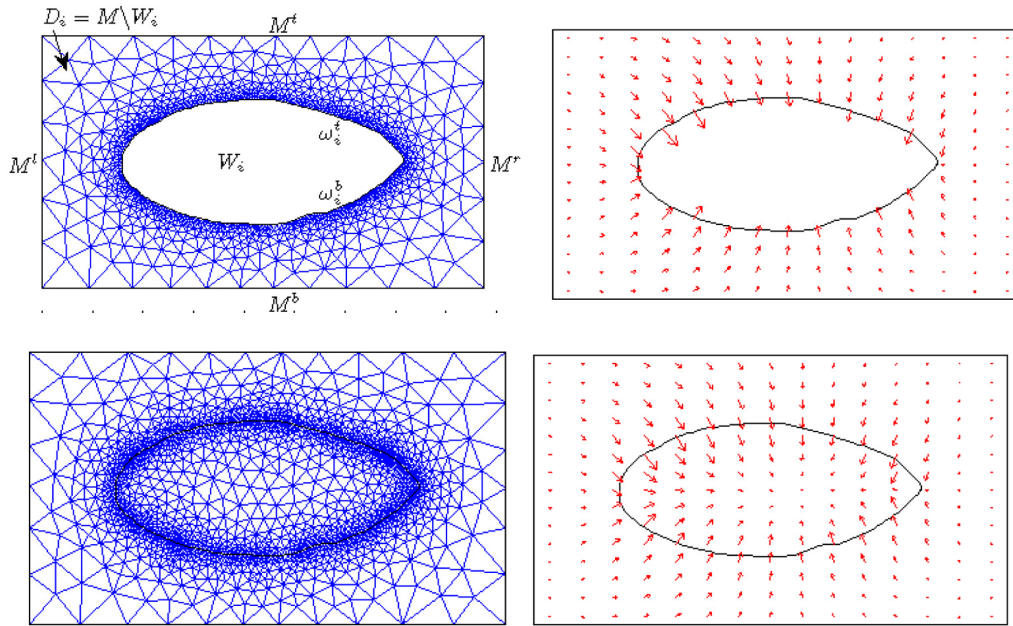 D_i = M\W_i
M^t
ω_i^t
M^l
W_i
M^r
ω_i^b
M^b